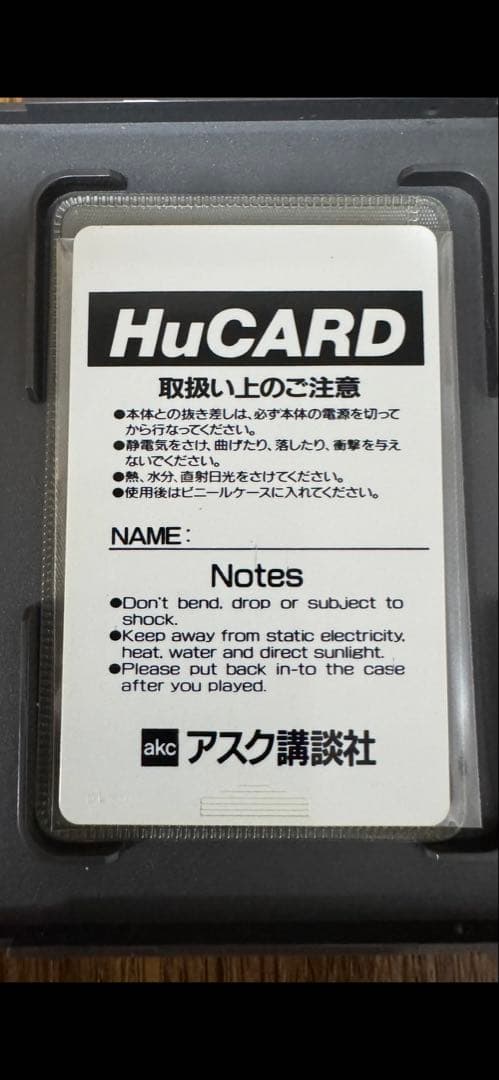 HuCARD
取扱い上のご注意
●本体との抜き差しは、必ず本体の電源を切って
から行なってください。
●静電気をさけ、曲げたり、落したり、衝撃を与え
ないでください。
●熱、水分、直射日光をさけてください。
●使用後はビニールケースに入れてください。
NAME:
Notes
●Don't bend, drop or subject to
shock.
●Keep away from static electricity,
heat, water and direct sunlight.
●Please put back in-to the case
after you played.
akc アスク講談社